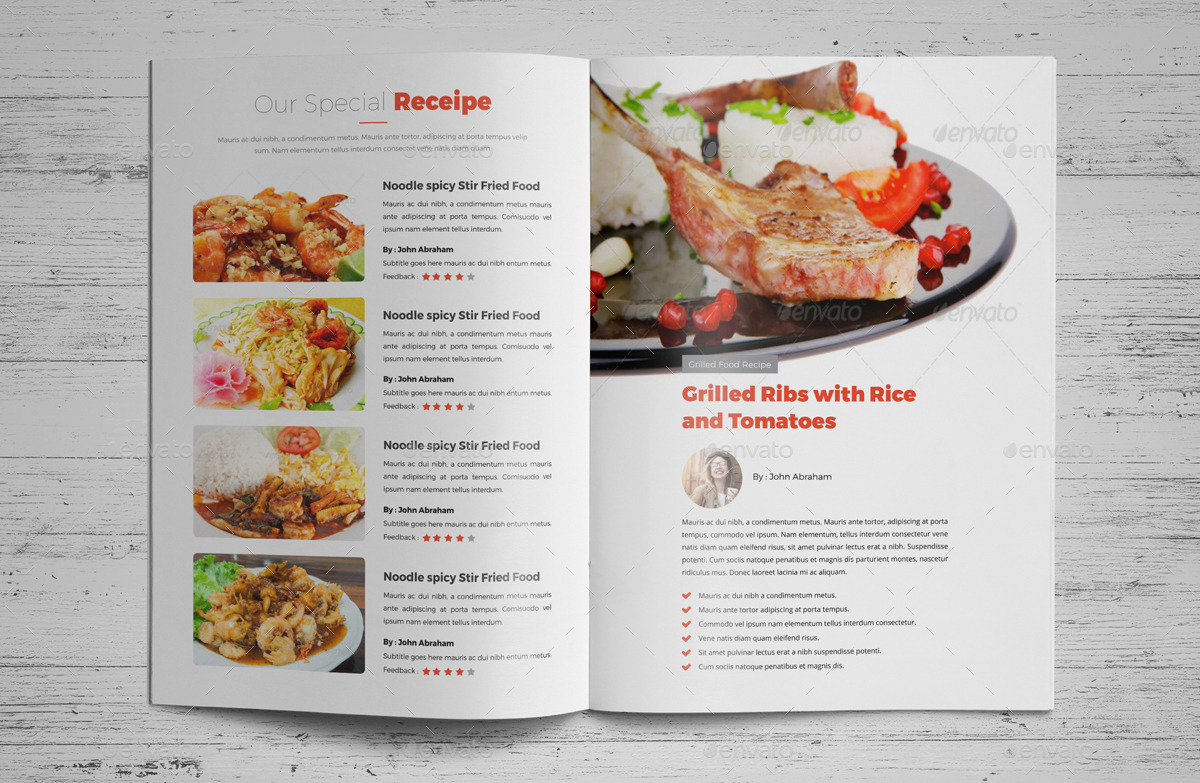 Our Special Receipe
Mauris ac dui nibh, a condimentum metus. Mauris ante tortor, adipiscing at porta tempus velip
sum. Nam elementum tellus interdum consectet vene natis diam quam.
Noodle spicy Stir Fried Food
Mauris ac dui nibh, a condimentum metus mauris
ante adipiscing at porta tempus. Comisuodo vel
ipsum nam element tellus interdum.
By : John Abraham
Subtitle goes here mauris ac dui nibh entum metus.
Feedback :
Noodle spicy Stir Fried Food
Mauris ac dui nibh, a condimentum metus mauris
ante adipiscing at porta tempus. Comisuodo vel
ipsum nam element tellus interdum.
By : John Abraham
Subtitle goes here mauris ac dui nibh entum metus.
Feedback :
Noodle spicy Stir Fried Food
Mauris ac dui nibh, a condimentum metus mauris
ante adipiscing at porta tempus. Comisuodo vel
ipsum nam element tellus interdum.
By : John Abraham
Subtitle goes here mauris ac dui nibh entum metus.
Feedback :
Noodle spicy Stir Fried Food
Mauris ac dui nibh, a condimentum metus mauris
ante adipiscing at porta tempus. Comisuodo vel
ipsum nam element tellus interdum.
By : John Abraham
Subtitle goes here mauris ac dui nibh entum metus.
Feedback :
Grilled Food Recipe
Grilled Ribs with Rice
and Tomatoes
By : John Abraham
Mauris ac dui nibh, a condimentum metus. Mauris ante tortor, adipiscing at porta
tempus, commodo vel ipsum. Nam elementum, tellus interdum consectetur vene
natis diam quam eleifend risus, sit amet pulvinar lectus erat a nibh. Suspendisse
potenti. Cum sociis natoque penatibus et magnis dis parturient montes, nascetur
ridiculus mus. Donec laoreet lacinia mi ac aliquam.
Mauris ac dui nibh a condimentum metus.
Mauris ante tortor adipiscing at porta tempus.
Commodo vel ipsum nam elementum tellus interdum consectetur.
Vene natis diam quam eleifend risus.
Sit amet pulvinar lectus erat a nibh suspendisse potenti.
Cum sociis natoque penatibus et magnis dis.
envato
envato
envato
envato
envato
envato
envato
envato